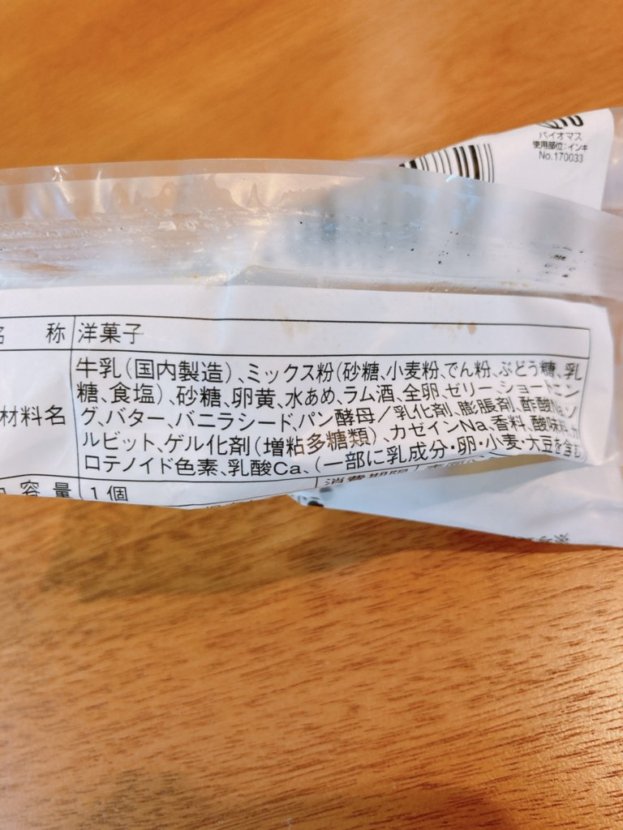 バイオマス
使用部位:インキ
No.170033
称 洋菓子
材料名 牛乳(国内製造)、ミックス粉(砂糖、小麦粉、でん粉、ぶどう糖、乳
糖、食塩)、砂糖、卵黄、水あめ、ラム酒、全卵、ゼリー、ショートニン
グ、バター、バニラシード、パン酵母/乳化剤、膨脹剤、酢酸Na、ソ
ルビット、ゲル化剤(増粘多糖類)、カゼインNa、香料、酸味料、
ロテノイド色素、乳酸Ca、(一部に乳成分・卵・小麦・大豆を含む
内容量 1個
消費期限